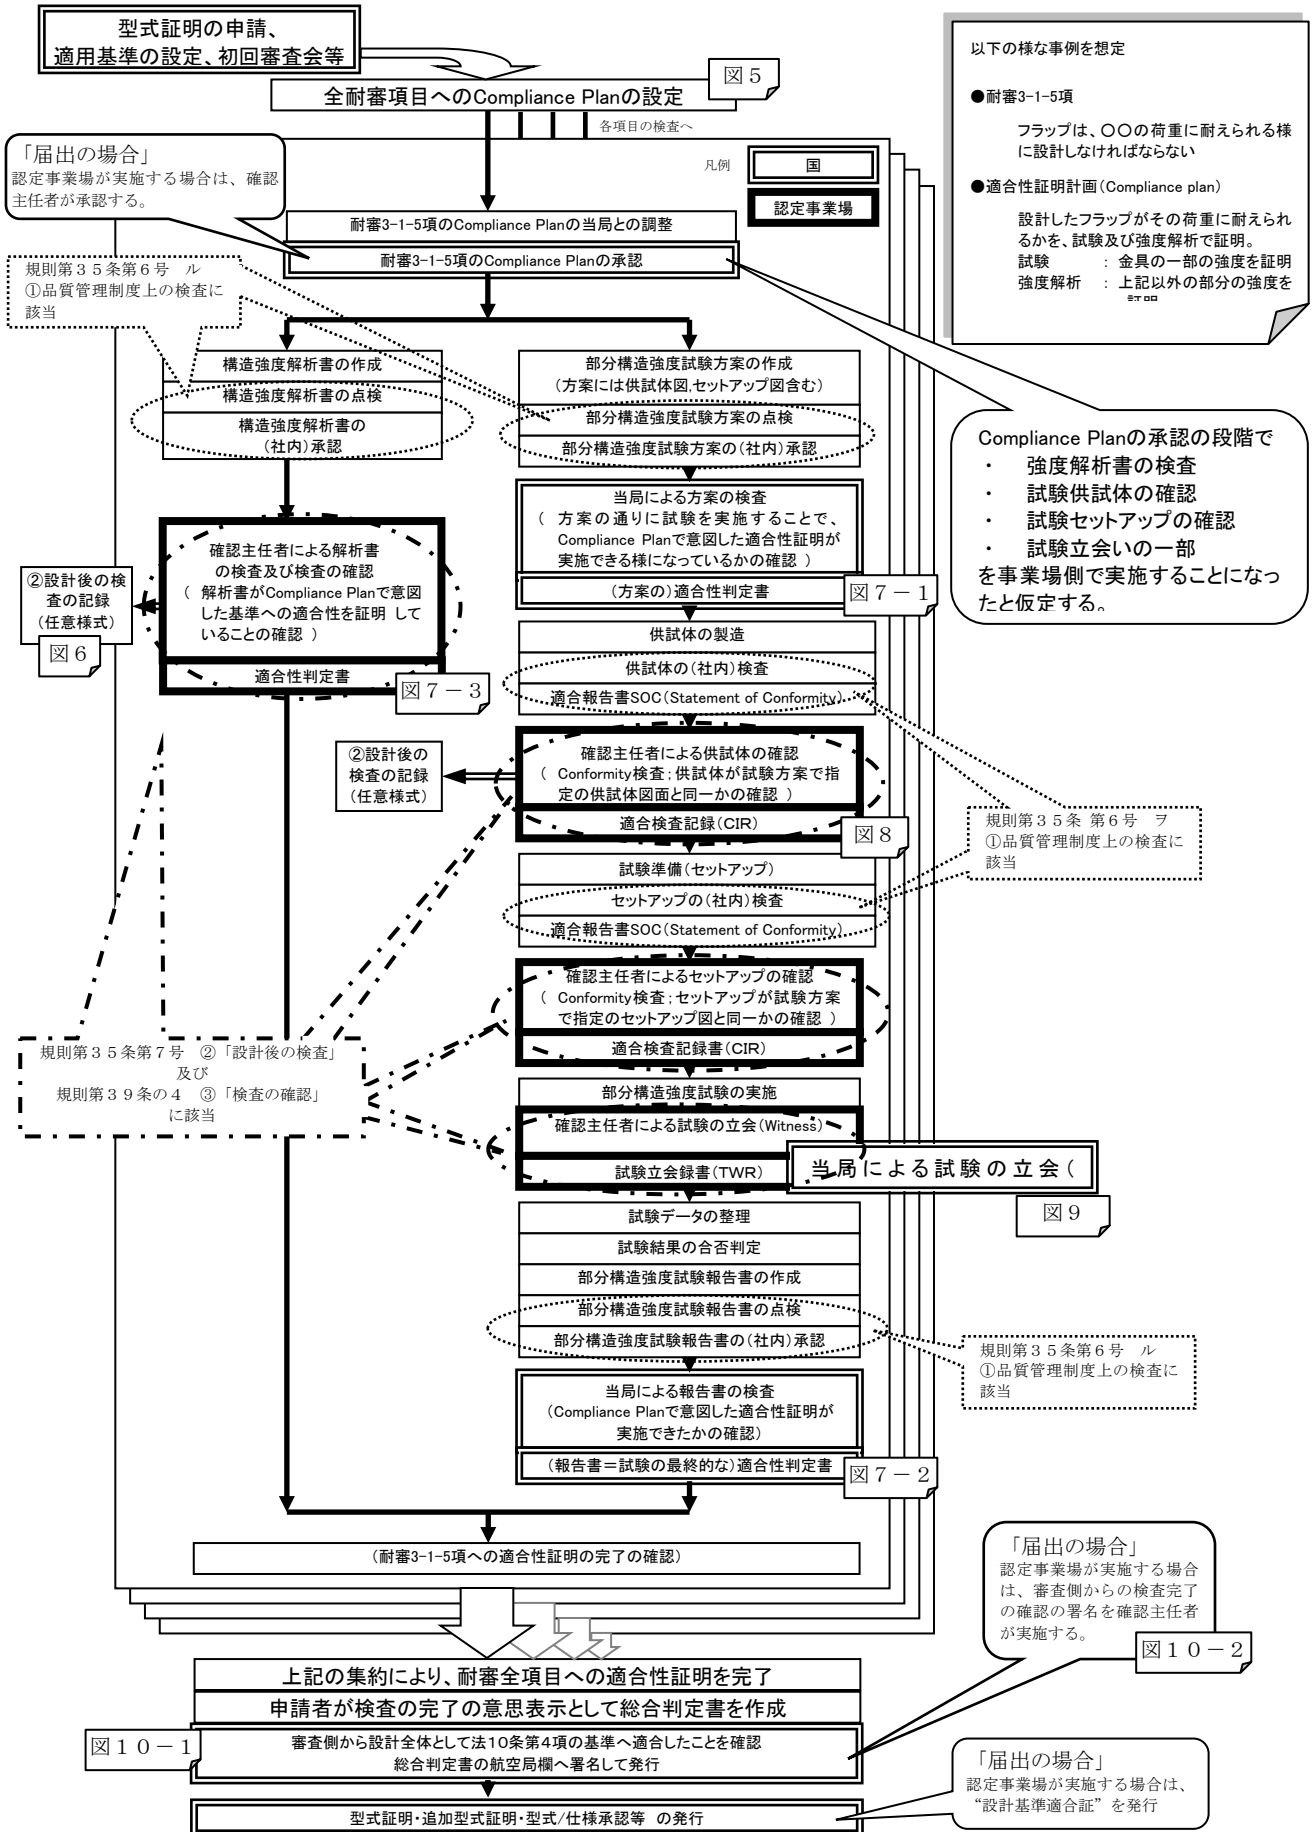 型式証明の申請、
適用基準の設定、初回審査会等
図５
全耐審項目へのCompliance Planの設定
各項目の検査へ
以下の様な事例を想定
●耐審3-1-5項
フラップは、〇〇の荷重に耐えられる様
に設計しなければならない
●適合性証明計画(Compliance plan)
設計したフラップがその荷重に耐えられ
るかを、試験及び強度解析で証明。
試験　　：金具の一部の強度を証明
強度解析　：上記以外の部分の強度を
証明
凡例
国
認定事業場
「届出の場合」
認定事業場が実施する場合は、確認
主任者が承認する。
耐審3-1-5項のCompliance Planの当局との調整
耐審3-1-5項のCompliance Planの承認
規則第３５条第６号　ル
①品質管理制度上の検査に
該当
構造強度解析書の作成
構造強度解析書の点検
構造強度解析書の
(社内)承認
部分構造強度試験方案の作成
(方案には供試体図,セットアップ図含む)
部分構造強度試験方案の点検
部分構造強度試験方案の(社内)承認
Compliance Planの承認の段階で
・　強度解析書の検査
・　試験供試体の確認
・　試験セットアップの確認
・　試験立会いの一部
を事業場側で実施することになっ
たと仮定する。
当局による方案の検査
(　方案の通りに試験を実施することで、
Compliance Planで意図した適合性証明が
実施できる様になっているかの確認　)
(方案の)適合性判定書
図７－１
確認主任者による解析書
の検査及び検査の確認
(　解析書がCompliance Planで意図
した基準への適合性を証明 して
いることの確認　)
適合性判定書
図７－３
②設計後の検
査の記録
(任意様式)
図６
供試体の製造
供試体の(社内)検査
適合報告書SOC(Statement of Conformity)
②設計後の
検査の記録
(任意様式)
確認主任者による供試体の確認
(　Conformity検査;供試体が試験方案で指
定の供試体図面と同一かの確認　)
適合検査記録(CIR)
図８
規則第３５条 第６号　ヲ
①品質管理制度上の検査に
該当
試験準備(セットアップ)
セットアップの(社内)検査
適合報告書SOC(Statement of Conformity)
確認主任者によるセットアップの確認
(　Conformity検査;セットアップが試験方案
で指定のセットアップ図と同一かの確認　)
適合検査記録書(CIR)
規則第３５条第７号　②「設計後の検査」
及び
規則第３９条の４　③「検査の確認」
に該当
部分構造強度試験の実施
確認主任者による試験の立会(Witness)
試験立会録書(TWR)
当局による試験の立会(
図９
試験データの整理
試験結果の合否判定
部分構造強度試験報告書の作成
部分構造強度試験報告書の点検
部分構造強度試験報告書の(社内)承認
規則第３５条第６号　ル
①品質管理制度上の検査に
該当
当局による報告書の検査
(Compliance Planで意図した適合性証明が
実施できたかの確認)
(報告書＝試験の最終的な)適合性判定書
図７－２
(耐審3-1-5項への適合性証明の完了の確認)
「届出の場合」
認定事業場が実施する場合
は、審査側からの検査完了
の確認の署名を確認主任者
が実施する。
図１０－２
上記の集約により、耐審全項目への適合性証明を完了
申請者が検査の完了の意思表示として総合判定書を作成
図１０－１
審査側から設計全体として法10条第4項の基準へ適合したことを確認
総合判定書の航空局欄へ署名して発行
「届出の場合」
認定事業場が実施する場合は、
“設計基準適合証”を発行
型式証明・追加型式証明・型式/仕様承認等　の発行